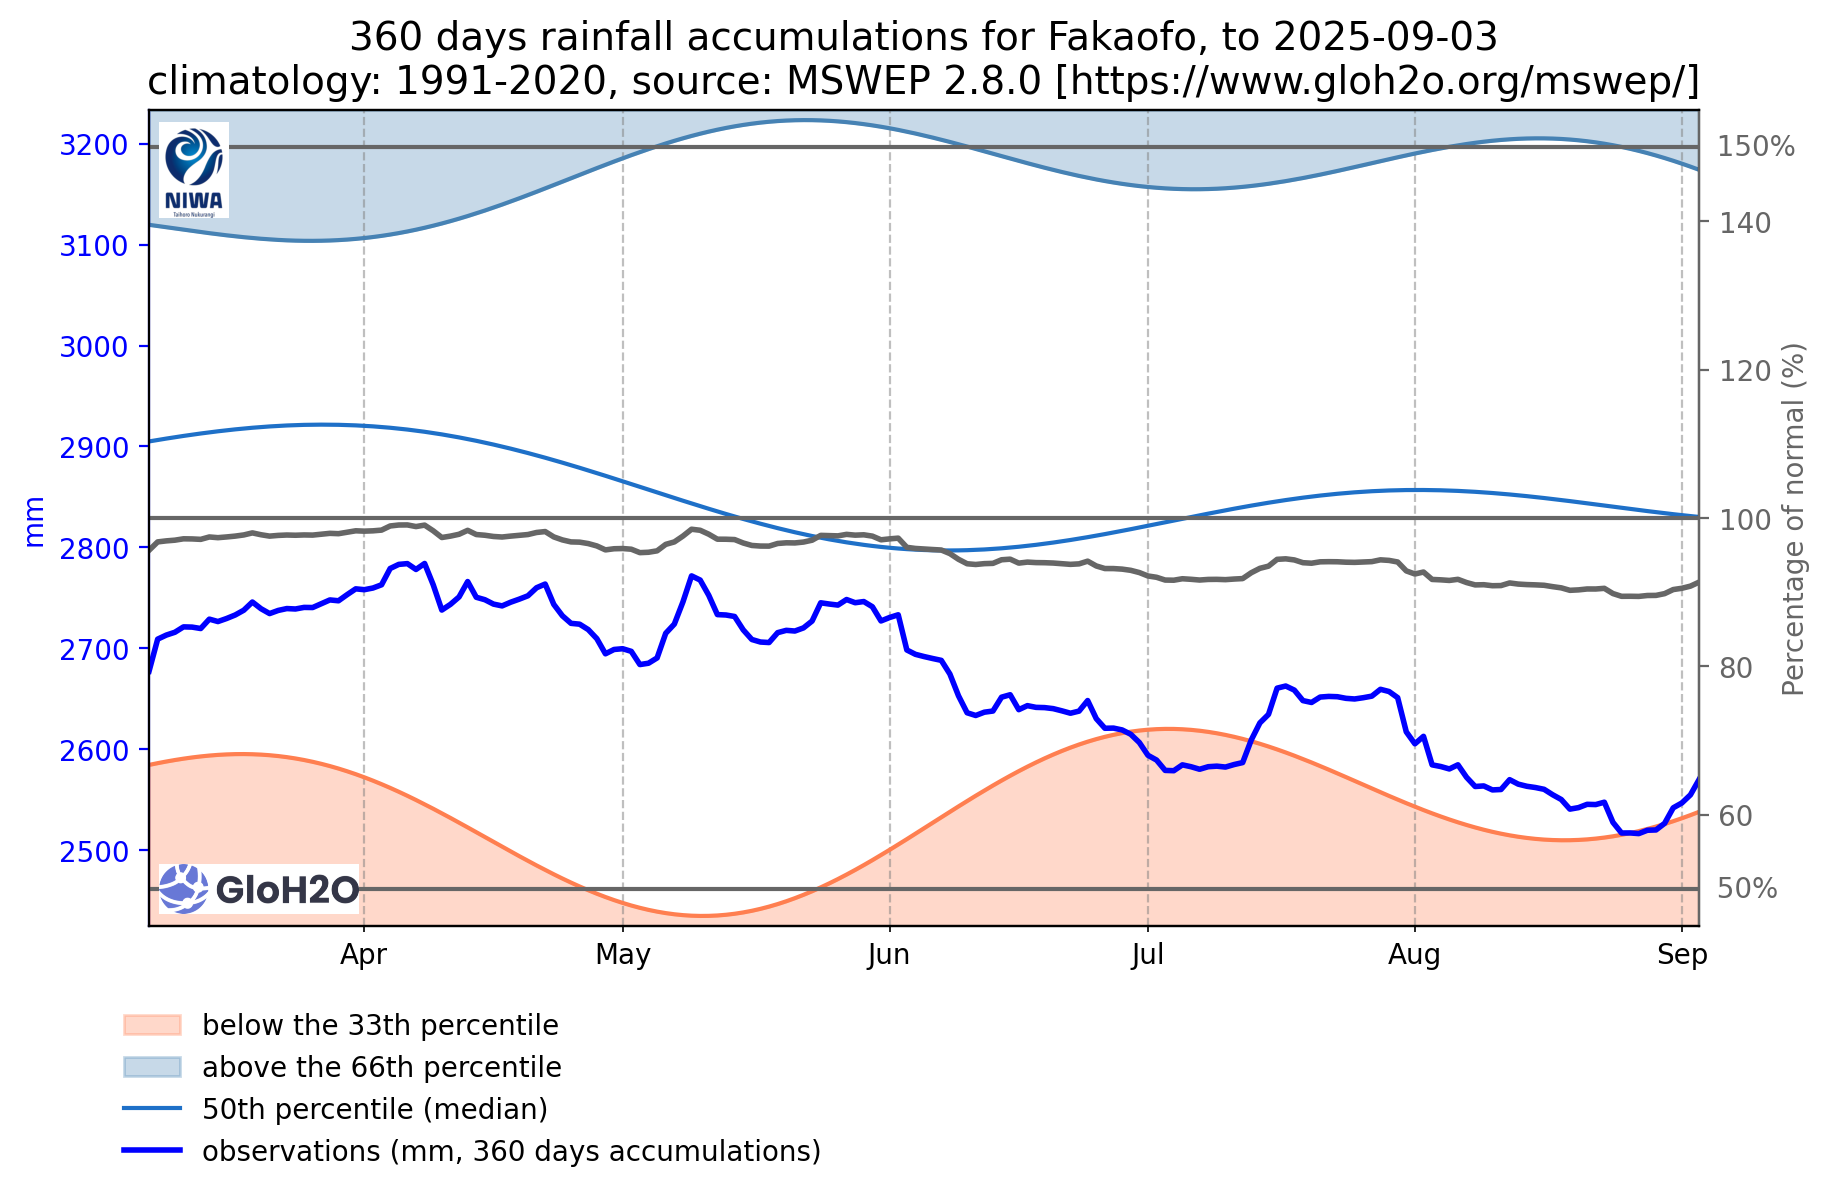 360 days rainfall accumulations for Fakaofo, to 2025-09-03
climatology: 1991-2020, source: MSWEP 2.8.0 [https://www.gloh2o.org/mswep/]
3200
3100
3000
2900
2800
2700
2600
2500
mm
NIWA
Taihoro Nukurangi
GloH2O
150%
140
120
100
80
60
50%
Percentage of normal (%)
Apr
May
Jun
Jul
Aug
Sep
below the 33th percentile
above the 66th percentile
50th percentile (median)
observations (mm, 360 days accumulations)